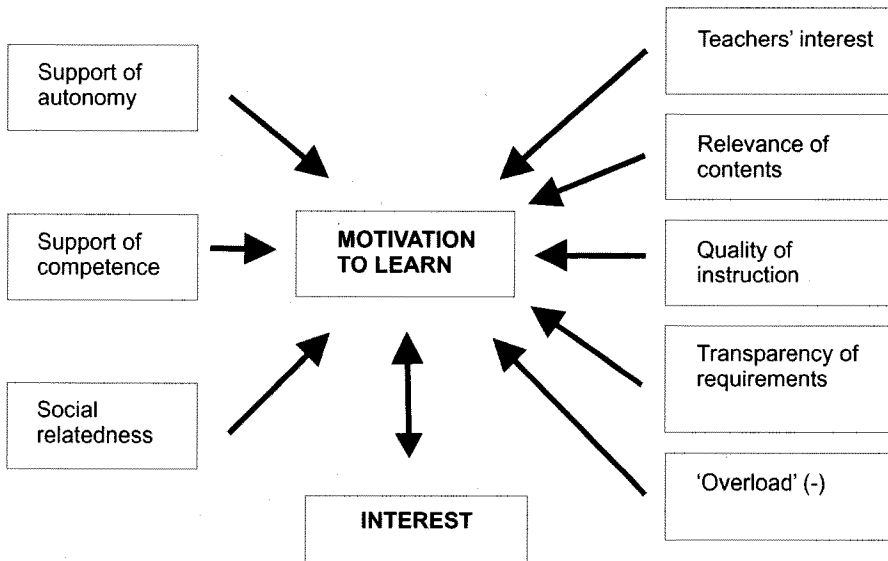 Support of
autonomy
Support of
competence
Social
relatedness
MOTIVATION
TO LEARN
INTEREST
Teachers’ interest
Relevance of
contents
Quality of
instruction
Transparency of
requirements
‘Overload’ (-)